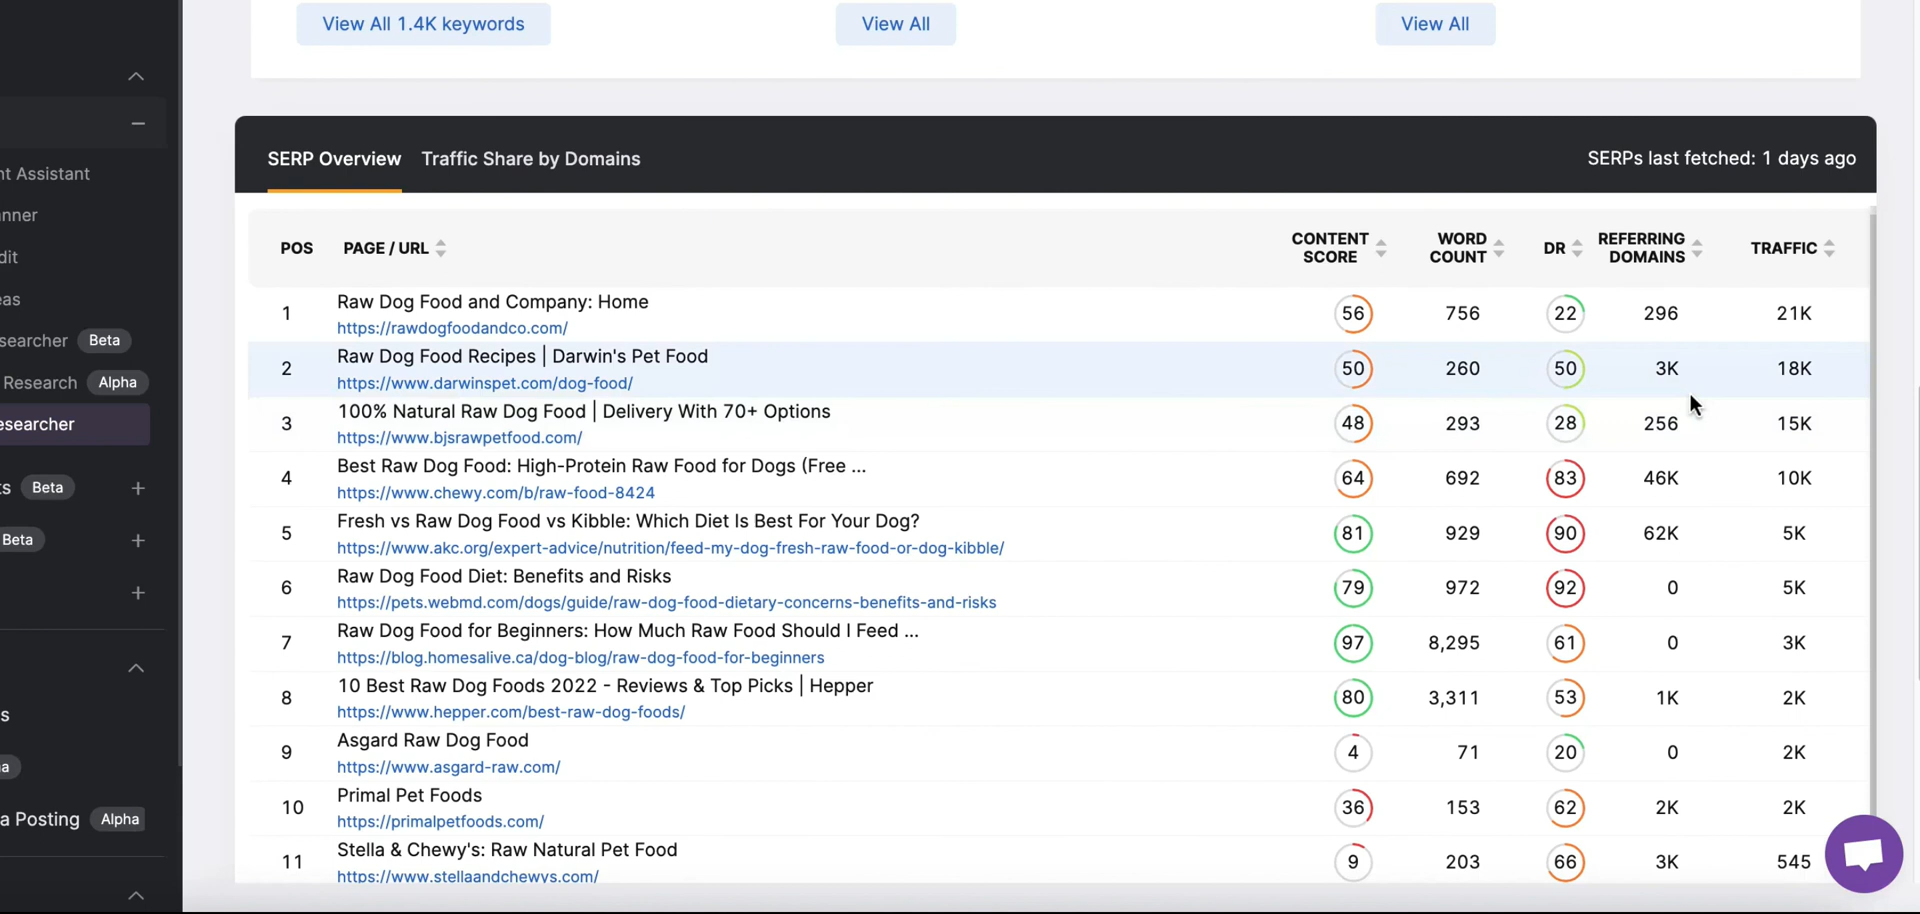 View All 1.4K keywords
View All
View All
nt Assistant
nner
dit
eas
searcher Beta
Research Alpha
esearcher
ts Beta
Beta
s
a
a Posting Alpha
SERP Overview Traffic Share by Domains SERPs last fetched: 1 days ago
POS PAGE / URL CONTENT SCORE WORD COUNT DR REFERRING DOMAINS TRAFFIC
1 Raw Dog Food and Company: Home 56 756 22 296 21K
https://rawdogfoodandco.com/
2 Raw Dog Food Recipes | Darwin's Pet Food 50 260 50 3K 18K
https://www.darwinspet.com/dog-food/
3 100% Natural Raw Dog Food | Delivery With 70+ Options 48 293 28 256 15K
https://www.bjsrawpetfood.com/
4 Best Raw Dog Food: High-Protein Raw Food for Dogs (Free ... 64 692 83 46K 10K
https://www.chewy.com/b/raw-food-8424
5 Fresh vs Raw Dog Food vs Kibble: Which Diet Is Best For Your Dog? 81 929 90 62K 5K
https://www.akc.org/expert-advice/nutrition/feed-my-dog-fresh-raw-food-or-dog-kibble/
6 Raw Dog Food Diet: Benefits and Risks 79 972 92 0 5K
https://pets.webmd.com/dogs/guide/raw-dog-food-dietary-concerns-benefits-and-risks
7 Raw Dog Food for Beginners: How Much Raw Food Should I Feed ... 97 8,295 61 0 3K
https://blog.homesalive.ca/dog-blog/raw-dog-food-for-beginners
8 10 Best Raw Dog Foods 2022 - Reviews & Top Picks | Hepper 80 3,311 53 1K 2K
https://www.hepper.com/best-raw-dog-foods/
9 Asgard Raw Dog Food 4 71 20 0 2K
https://www.asgard-raw.com/
10 Primal Pet Foods 36 153 62 2K 2K
https://primalpetfoods.com/
11 Stella & Chewy's: Raw Natural Pet Food 9 203 66 3K 545
https://www.stellaandchewys.com/